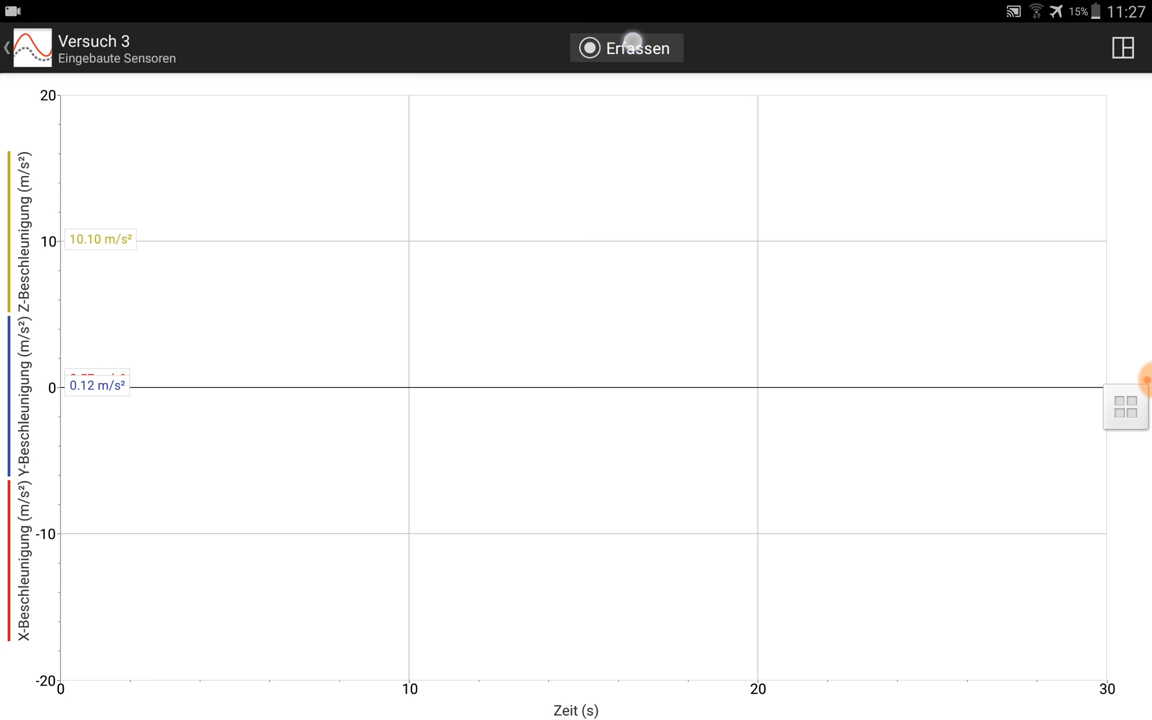 15% 11:27
Versuch 3
Eingebaute Sensoren
Erfassen
20
10
0
-10
-20
10.10 m/s²
0.12 m/s²
Z-Beschleunigung (m/s²)
Y-Beschleunigung (m/s²)
X-Beschleunigung (m/s²)
0 10 20 30
Zeit (s)